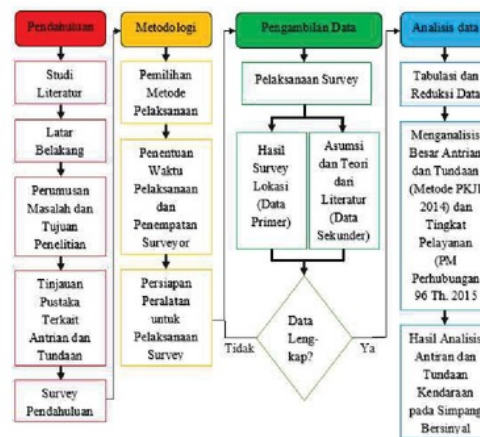 Pendahuluan
Studi
Literatur
Latar
Belakang
Perumusan
Masalah dan
Tujuan
Penelitian
Tinjauan
Pustaka
Terkait
Antrian dan
Tundaan
Survey
Pendahuluan
Metodologi
Pemilihan
Metode
Pelaksanaan
Penentuan
Waktu
Pelaksanaan
dan
Penempatan
Surveyor
Persiapan
Peralatan
untuk
Pelaksanaan
Survey
Pengambilan Data
Pelaksanaan Survey
Hasil
Survey
Lokasi
(Data
Primer)
Asumsi
dan Teori
dari
Literatur
(Data
Sekunder)
Data
Leng-
kap?
Tidak
Ya
Analisis data
Tabulasi dan
Reduksi Data
Menganalisis
Besar Antrian
dan Tundaan
(Metode PKJI
2014) dan
Tingkat
Pelayanan
(PM
Perhubungan
96 Th. 2015
Hasil Analisis
Antiran dan
Tundaan
Kendaraan
pada Simpang
Bersinyal